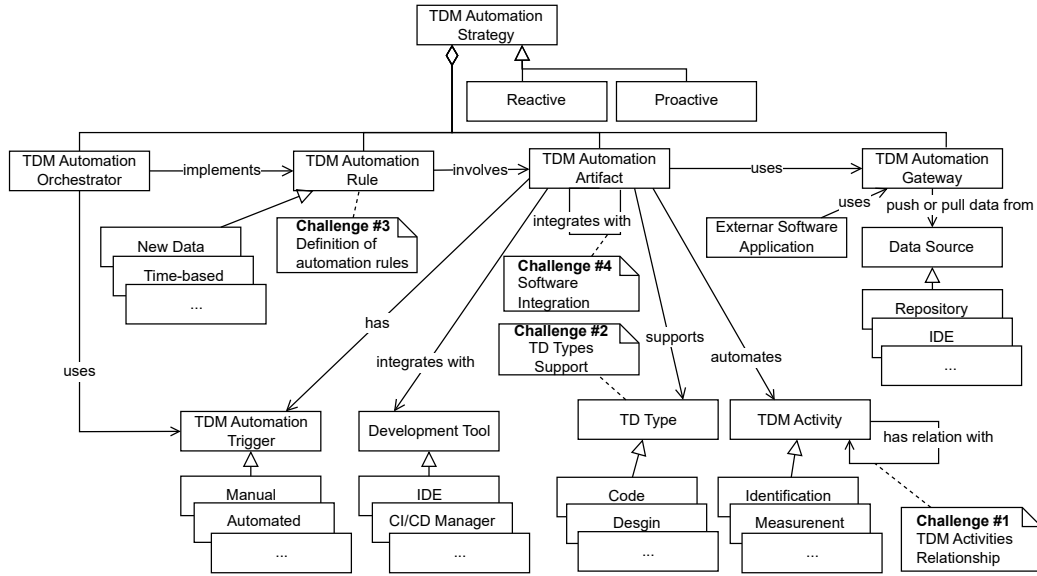 TDM Automation
Strategy
Reactive
Proactive
TDM Automation
Orchestrator
implements
TDM Automation
Rule
involves
TDM Automation
Artifact
uses
TDM Automation
Gateway
integrates with
uses
push or pull data from
Challenge #3
Definition of
automation rules
Externar Software
Application
Data Source
New Data
Time-based
...
Challenge #4
Software
Integration
Repository
IDE
...
has
Challenge #2
TD Types
Support
supports
uses
integrates with
automates
TDM Automation
Trigger
Development Tool
TD Type
TDM Activity
has relation with
Manual
Automated
...
IDE
CI/CD Manager
...
Code
Desgin
...
Identification
Measurenent
...
Challenge #1
TDM Activities
Relationship